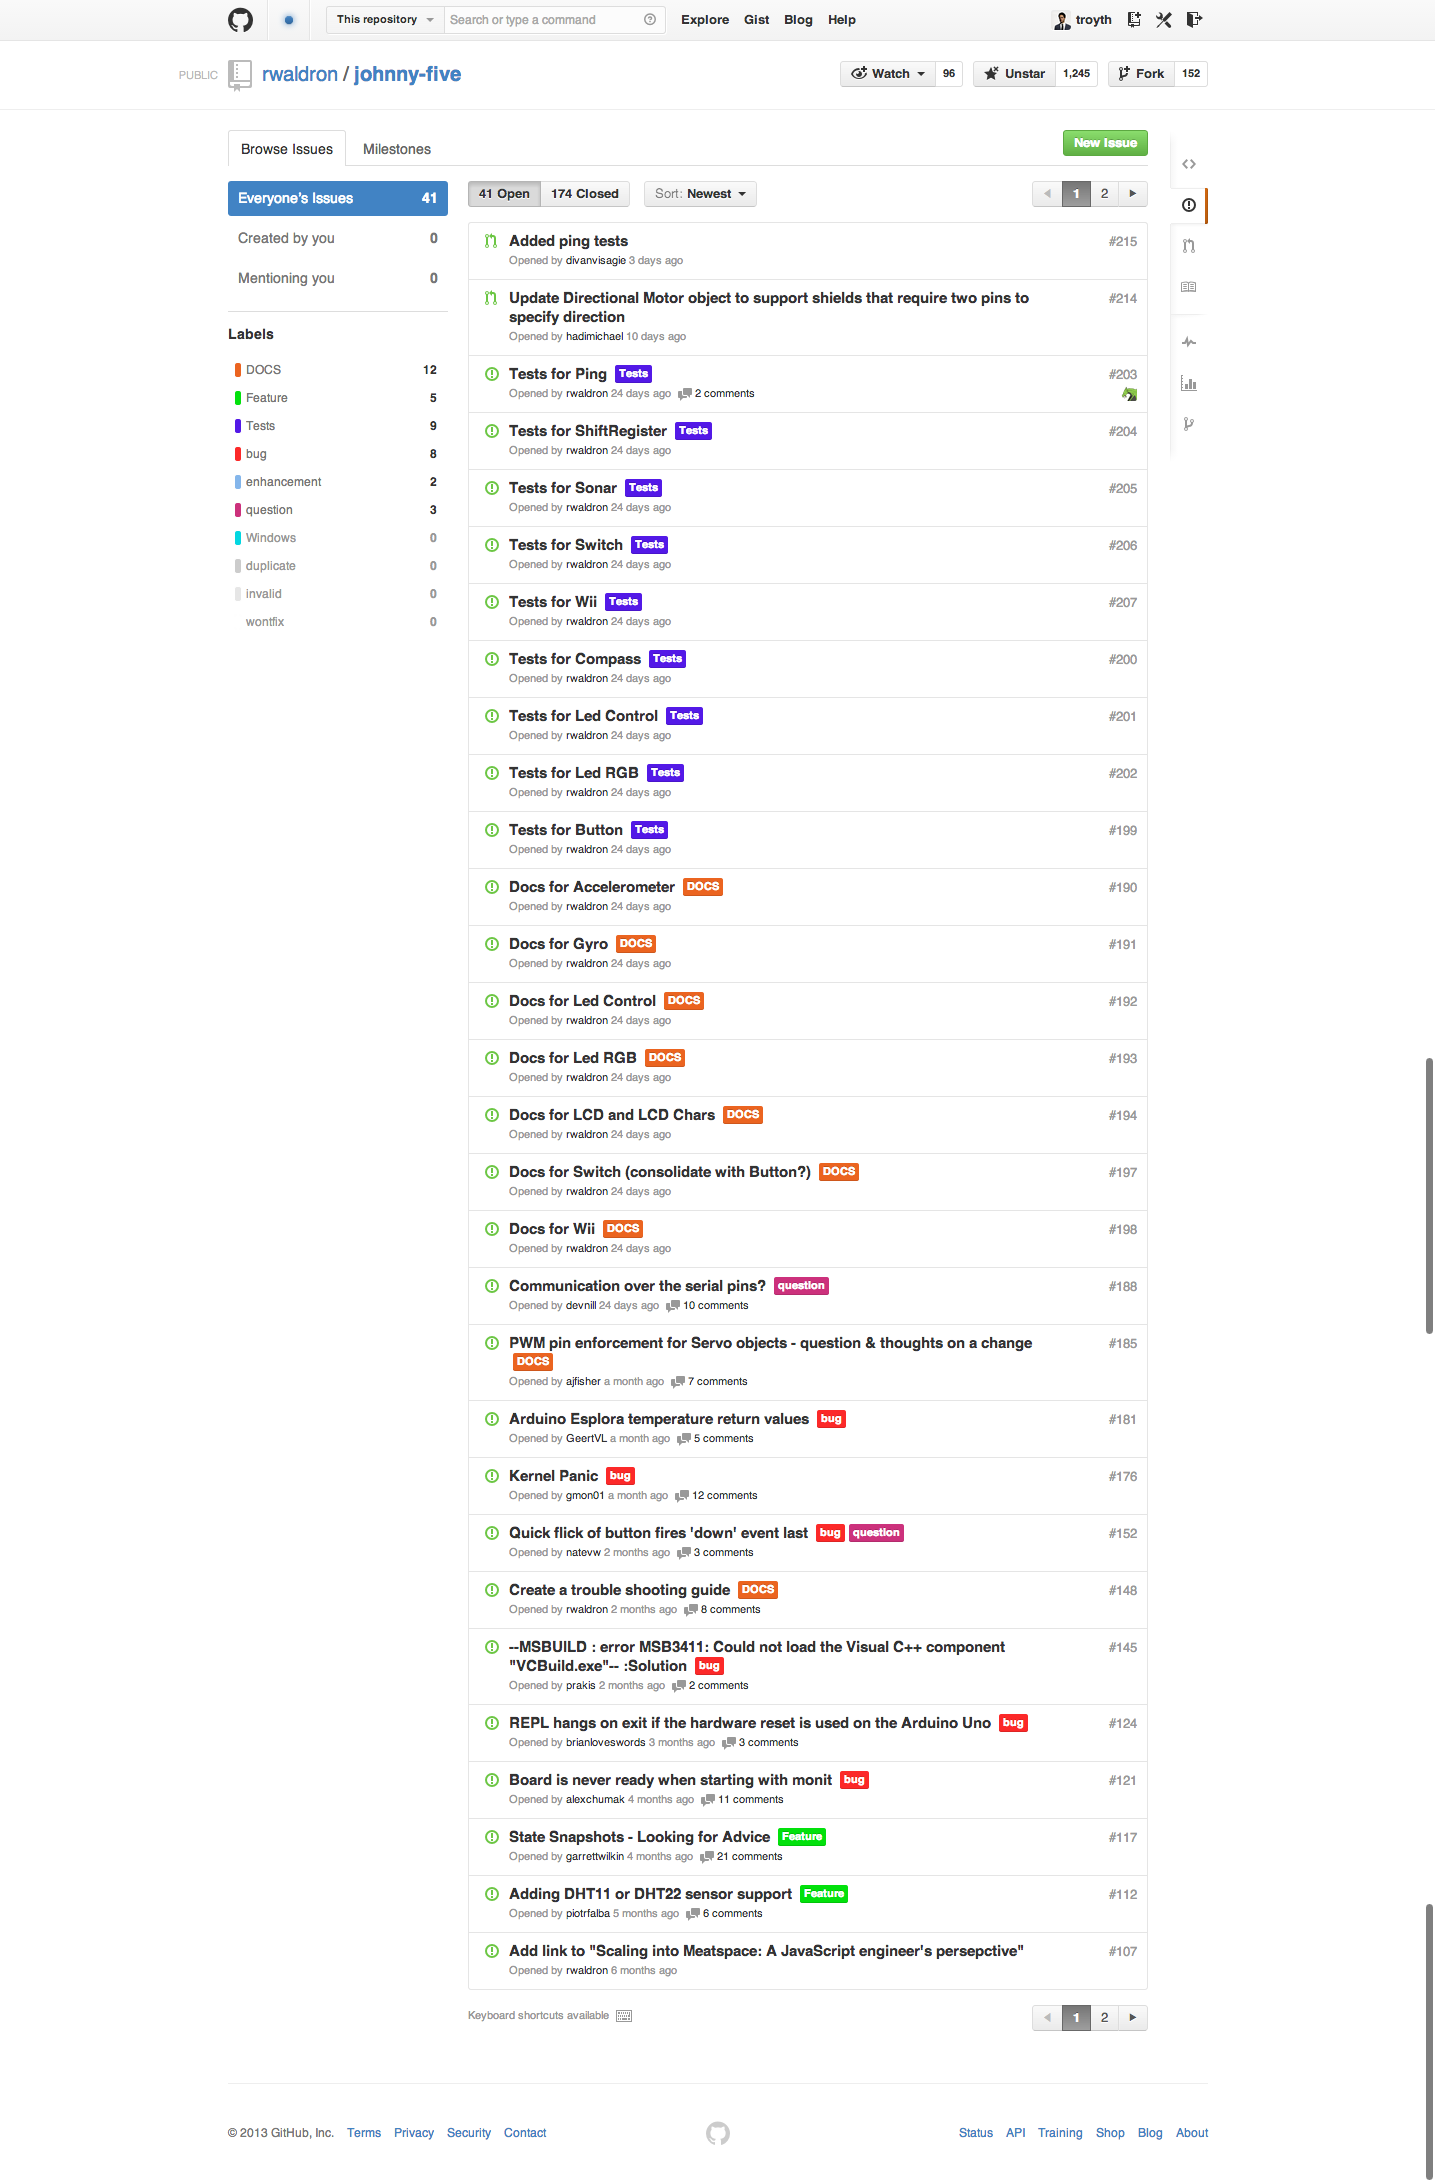 This repository Search or type a command Explore Gist Blog Help troyth
PUBLIC rwaldron / johnny-five Watch 96 Unstar 1,245 Fork 152
Browse Issues Milestones New Issue
Everyone's Issues 41
Created by you 0
Mentioning you 0
Labels
DOCS 12
Feature 5
Tests 9
bug 8
enhancement 2
question 3
Windows 0
duplicate 0
invalid 0
wontfix 0
41 Open 174 Closed Sort: Newest 1 2
Added ping tests #215
Opened by divanvisagie 3 days ago
Update Directional Motor object to support shields that require two pins to #214
specify direction
Opened by hadimichael 10 days ago
Tests for Ping Tests #203
Opened by rwaldron 24 days ago 2 comments
Tests for ShiftRegister Tests #204
Opened by rwaldron 24 days ago
Tests for Sonar Tests #205
Opened by rwaldron 24 days ago
Tests for Switch Tests #206
Opened by rwaldron 24 days ago
Tests for Wii Tests #207
Opened by rwaldron 24 days ago
Tests for Compass Tests #200
Opened by rwaldron 24 days ago
Tests for Led Control Tests #201
Opened by rwaldron 24 days ago
Tests for Led RGB Tests #202
Opened by rwaldron 24 days ago
Tests for Button Tests #199
Opened by rwaldron 24 days ago
Docs for Accelerometer DOCS #190
Opened by rwaldron 24 days ago
Docs for Gyro DOCS #191
Opened by rwaldron 24 days ago
Docs for Led Control DOCS #192
Opened by rwaldron 24 days ago
Docs for Led RGB DOCS #193
Opened by rwaldron 24 days ago
Docs for LCD and LCD Chars DOCS #194
Opened by rwaldron 24 days ago
Docs for Switch (consolidate with Button?) DOCS #197
Opened by rwaldron 24 days ago
Docs for Wii DOCS #198
Opened by rwaldron 24 days ago
Communication over the serial pins? question #188
Opened by devnill 24 days ago 10 comments
PWM pin enforcement for Servo objects - question & thoughts on a change #185
DOCS
Opened by ajfisher a month ago 7 comments
Arduino Esplora temperature return values bug #181
Opened by GeertVL a month ago 5 comments
Kernel Panic bug #176
Opened by gmon01 a month ago 12 comments
Quick flick of button fires 'down' event last bug question #152
Opened by natevw 2 months ago 3 comments
Create a trouble shooting guide DOCS #148
Opened by rwaldron 2 months ago 8 comments
--MSBUILD : error MSB3411: Could not load the Visual C++ component #145
"VCBuild.exe"-- :Solution bug
Opened by prakis 2 months ago 2 comments
REPL hangs on exit if the hardware reset is used on the Arduino Uno bug #124
Opened by brianloveswords 3 months ago 3 comments
Board is never ready when starting with monit bug #121
Opened by alexchumak 4 months ago 11 comments
State Snapshots - Looking for Advice Feature #117
Opened by garrettwilkin 4 months ago 21 comments
Adding DHT11 or DHT22 sensor support Feature #112
Opened by piotrfalba 5 months ago 6 comments
Add link to "Scaling into Meatspace: A JavaScript engineer's persepctive" #107
Opened by rwaldron 6 months ago
Keyboard shortcuts available 1 2
© 2013 GitHub, Inc. Terms Privacy Security Contact Status API Training Shop Blog About